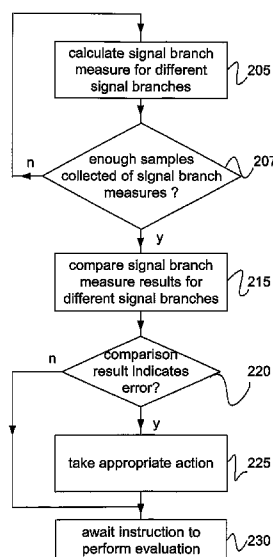 calculate signal branch
measure for different
signal branches
205
n
enough samples
collected of signal branch
measures ?
207
y
compare signal branch
measure results for
different signal branches
215
n
comparison
result indicates
error?
220
y
take appropriate action
225
await instruction to
perform evaluation
230